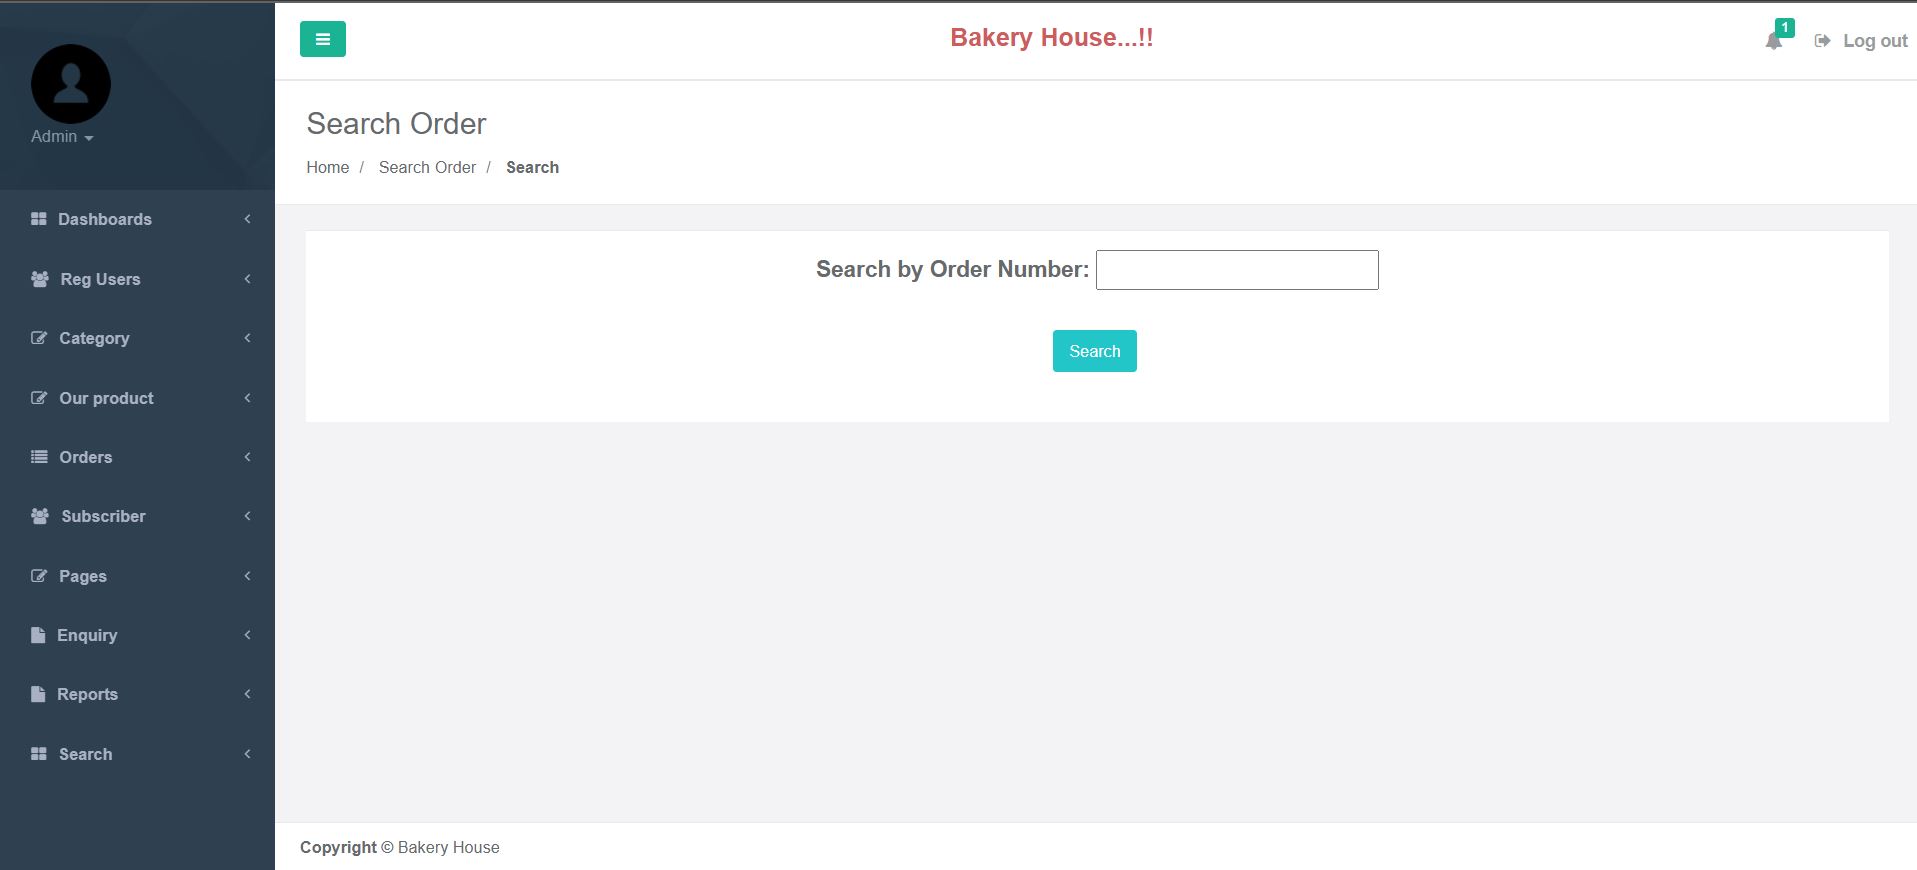 Bakery House...!!
1
Log out
Admin
Search Order
Home / Search Order / Search
Dashboards
Reg Users
Category
Our product
Orders
Subscriber
Pages
Enquiry
Reports
Search
Search by Order Number:
Search
Copyright © Bakery House